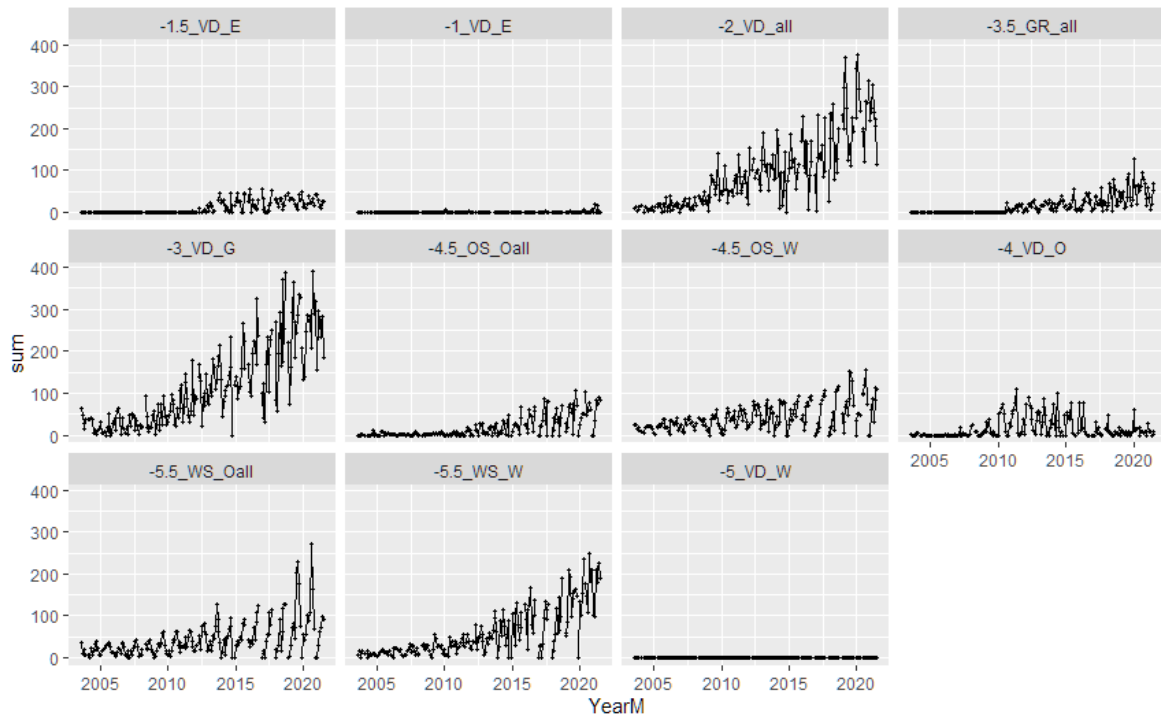 -1.5_VD_E -1_VD_E -2_VD_all -3.5_GR_all
400
300
200
100
0
-3_VD_G -4.5_OS_Oall -4.5_OS_W -4_VD_O
400
300
200
100
0
sum
2005 2010 2015 2020
-5.5_WS_Oall -5.5_WS_W -5_VD_W
400
300
200
100
0
2005 2010 2015 2020 2005 2010 2015 2020 2005 2010 2015 2020
YearM